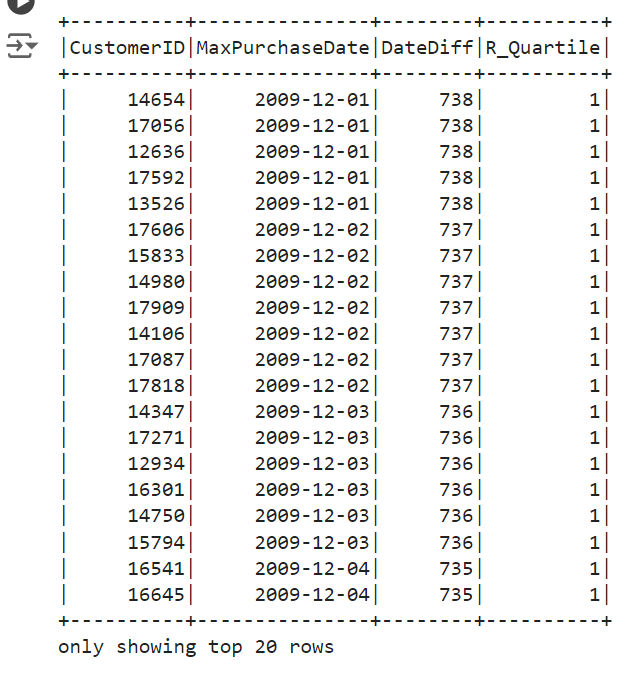 +----------+---------------+--------+----------+
|CustomerID|MaxPurchaseDate|DateDiff|R_Quartile|
+----------+---------------+--------+----------+
|     14654|     2009-12-01|     738|         1|
|     17056|     2009-12-01|     738|         1|
|     12636|     2009-12-01|     738|         1|
|     17592|     2009-12-01|     738|         1|
|     13526|     2009-12-01|     738|         1|
|     17606|     2009-12-02|     737|         1|
|     15833|     2009-12-02|     737|         1|
|     14980|     2009-12-02|     737|         1|
|     17909|     2009-12-02|     737|         1|
|     14106|     2009-12-02|     737|         1|
|     17087|     2009-12-02|     737|         1|
|     17818|     2009-12-02|     737|         1|
|     14347|     2009-12-03|     736|         1|
|     17271|     2009-12-03|     736|         1|
|     12934|     2009-12-03|     736|         1|
|     16301|     2009-12-03|     736|         1|
|     14750|     2009-12-03|     736|         1|
|     15794|     2009-12-03|     736|         1|
|     16541|     2009-12-04|     735|         1|
|     16645|     2009-12-04|     735|         1|
+----------+---------------+--------+----------+
only showing top 20 rows